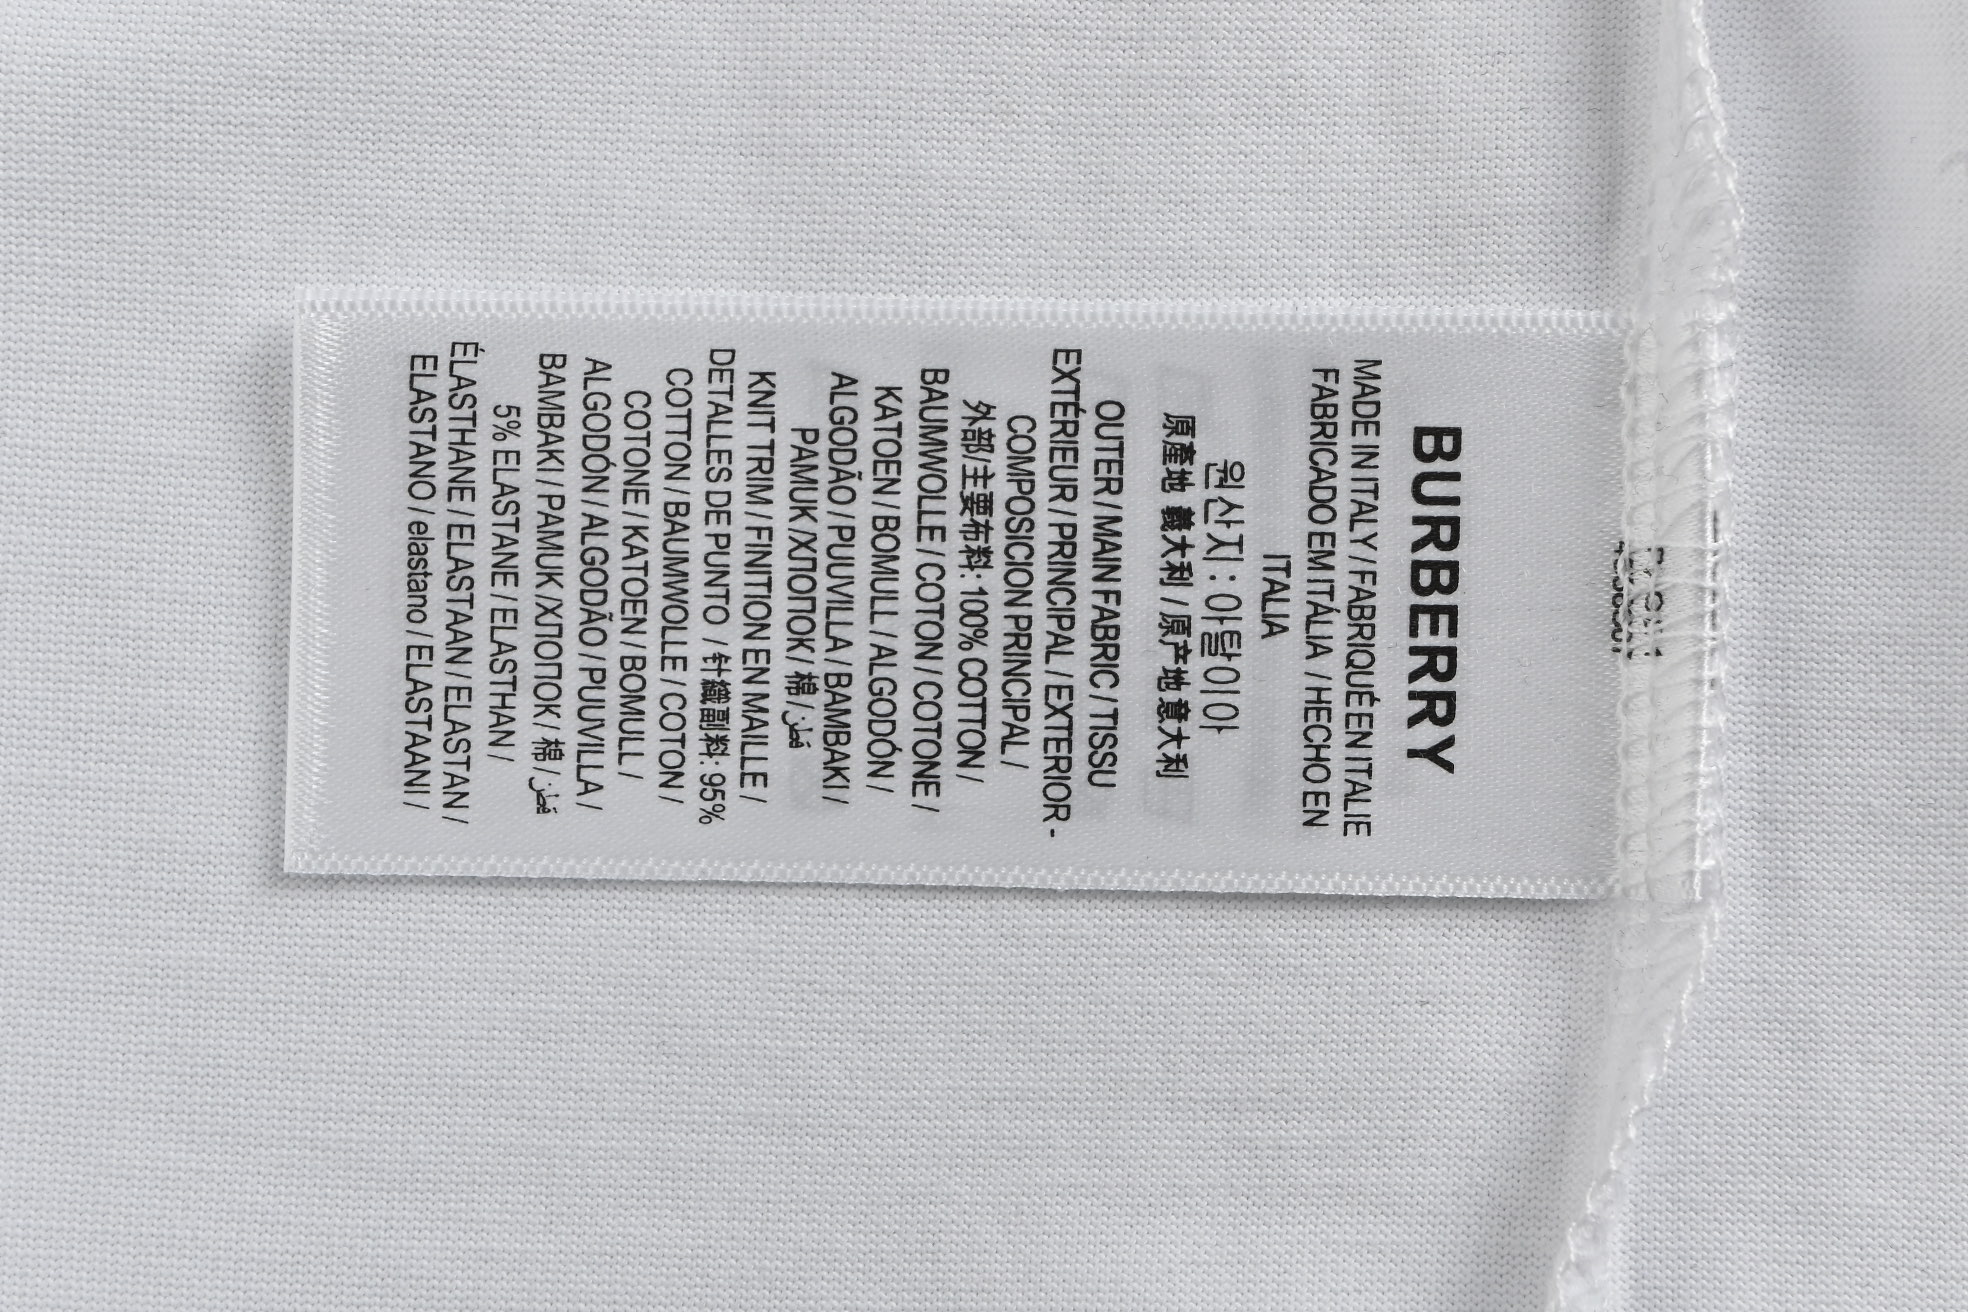 BURBERRY
MADE IN ITALY / FABRIQUÉ EN ITALIE
FABRICADO EM ITÁLIA / HECHO EN
ITALIA
원산지 : 아탈이이아
原產地 義大利 / 原产地 意大利
OUTER / MAIN FABRIC / TISSU
EXTÉRIEUR / PRINCIPAL / EXTERIOR -
COMPOSICION PRINCIPAL /
外部/主要布料: 100% COTTON /
BAUMWOLLE / COTON / COTONE /
KATOEN / BOMULL / ALGODÓN /
ALGODÃO / PUUVILLA / BAMBAKI /
PAMUK /ХЛОПОК/ 棉 / قطن
KNIT TRIM / FINITION EN MAILLE /
DETALLES DE PUNTO / 针織副料: 95%
COTTON / BAUMWOLLE / COTON /
COTONE / KATOEN / BOMULL /
ALGODÓN / ALGODÃO / PUUVILLA /
BAMBAKI / PAMUK /ХЛОПОК/ 棉 / قطن
5% ELASTANE / ELASTHAN /
ÉLASTHANE / ELASTAAN / ELASTAN /
ELASTANO / elastano / ELASTAANI /